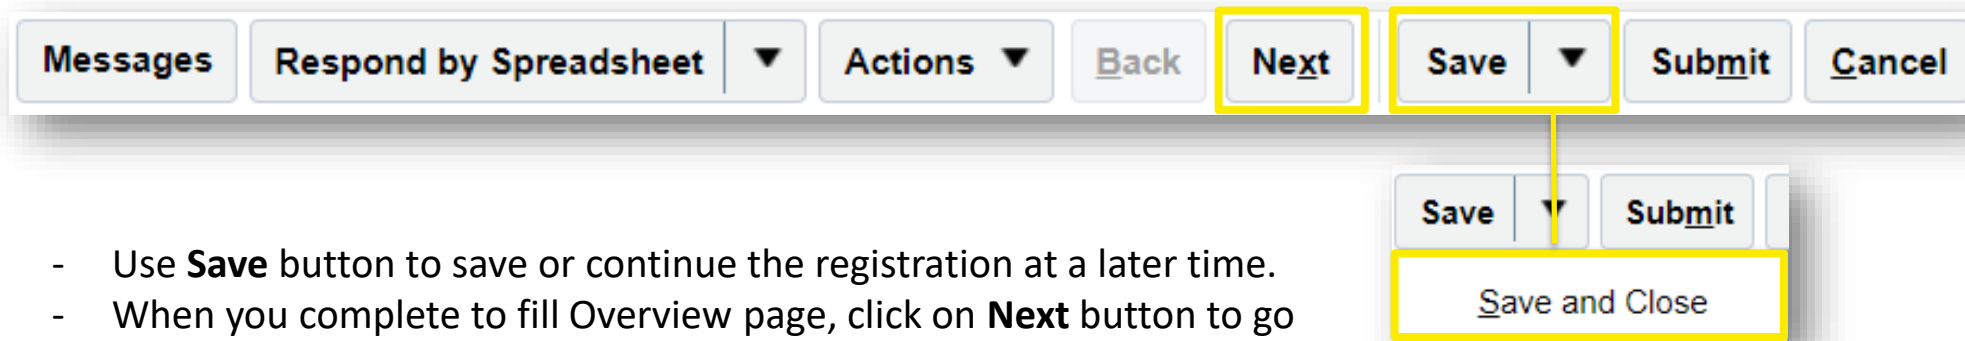 Messages Respond by Spreadsheet Actions Back Next Save Submit Cancel
Save Submit
Save and Close
- Use Save button to save or continue the registration at a later time.
- When you complete to fill Overview page, click on Next button to go